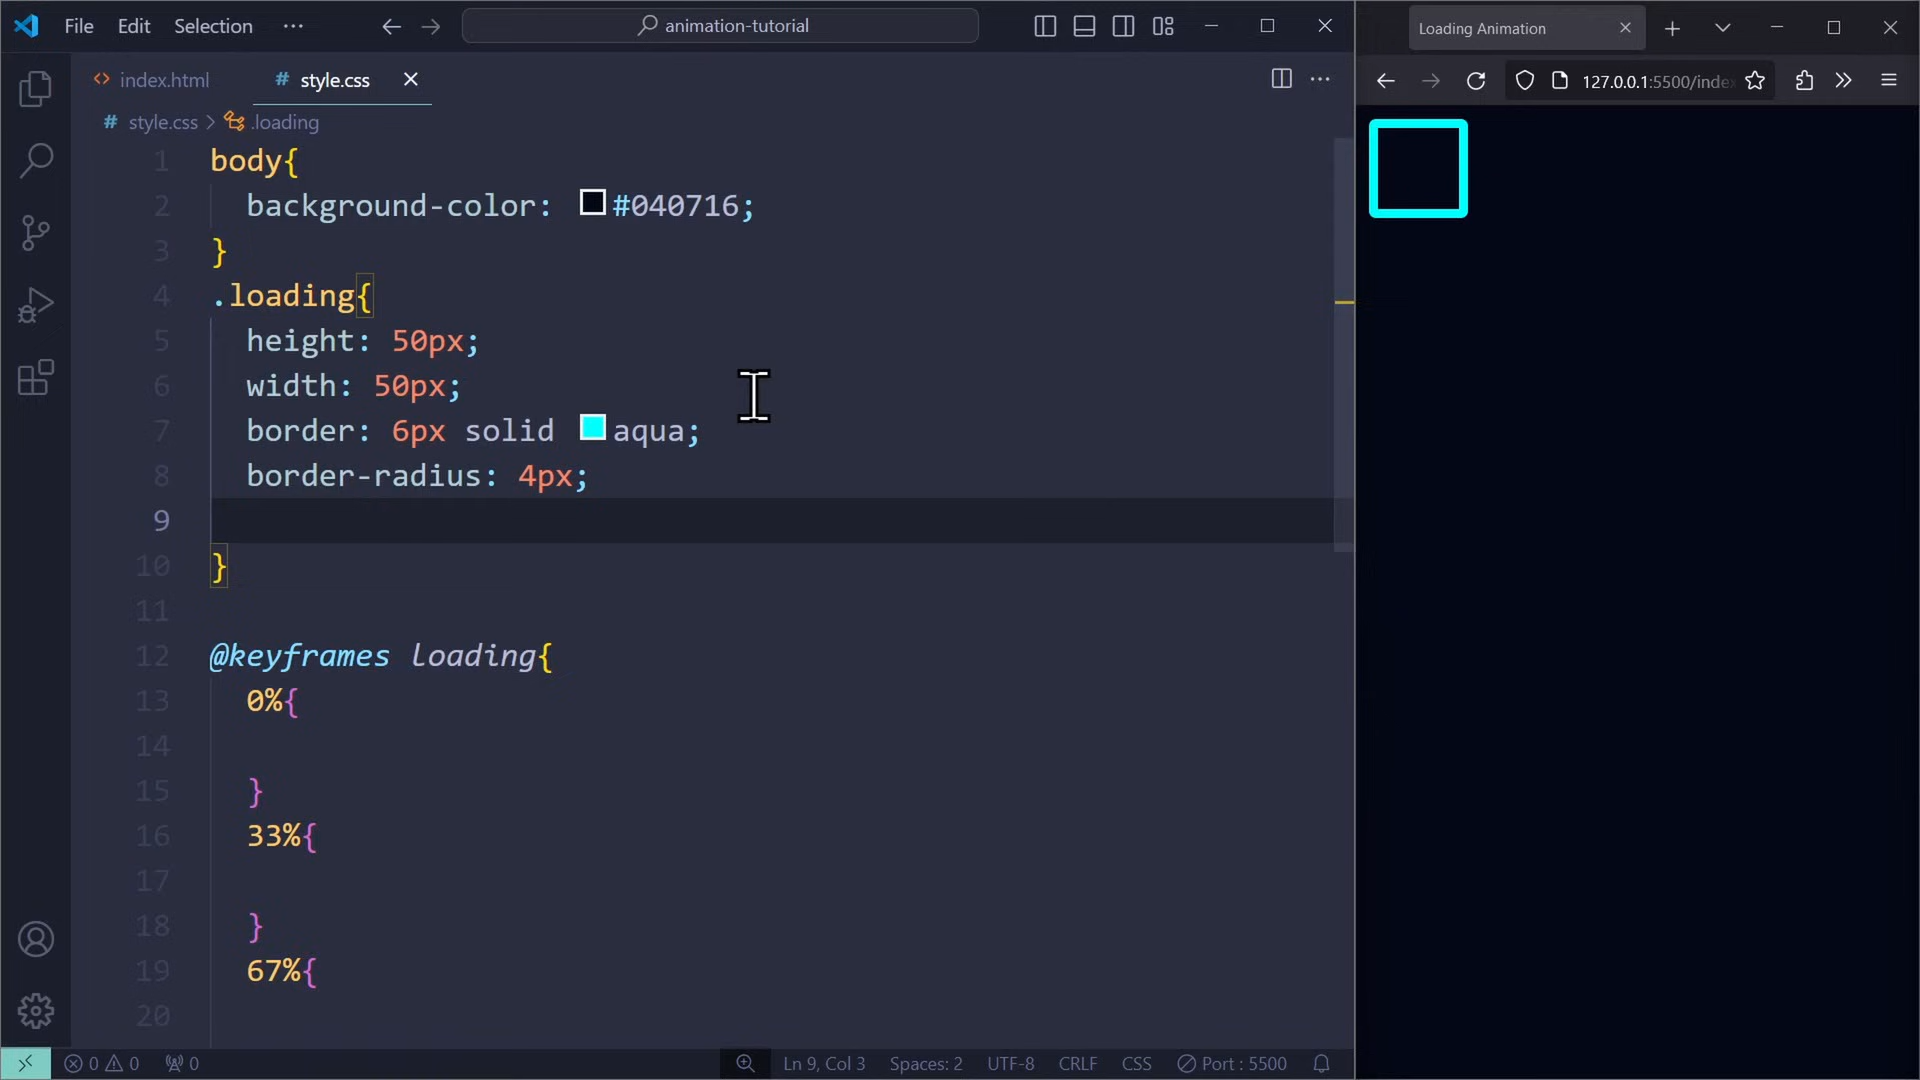 File Edit Selection ··· animation-tutorial
index.html # style.css
# style.css > .loading
1 body{
2 background-color: #040716;
3 }
4 .loading{
5 height: 50px;
6 width: 50px;
7 border: 6px solid aqua;
8 border-radius: 4px;
9
10 }
11
12 @keyframes loading{
13 0%{
14
15 }
16 33%{
17
18 }
19 67%{
20
0 0 0 Ln 9, Col 3 Spaces: 2 UTF-8 CRLF CSS Port : 5500
Loading Animation
127.0.0.1:5500/index